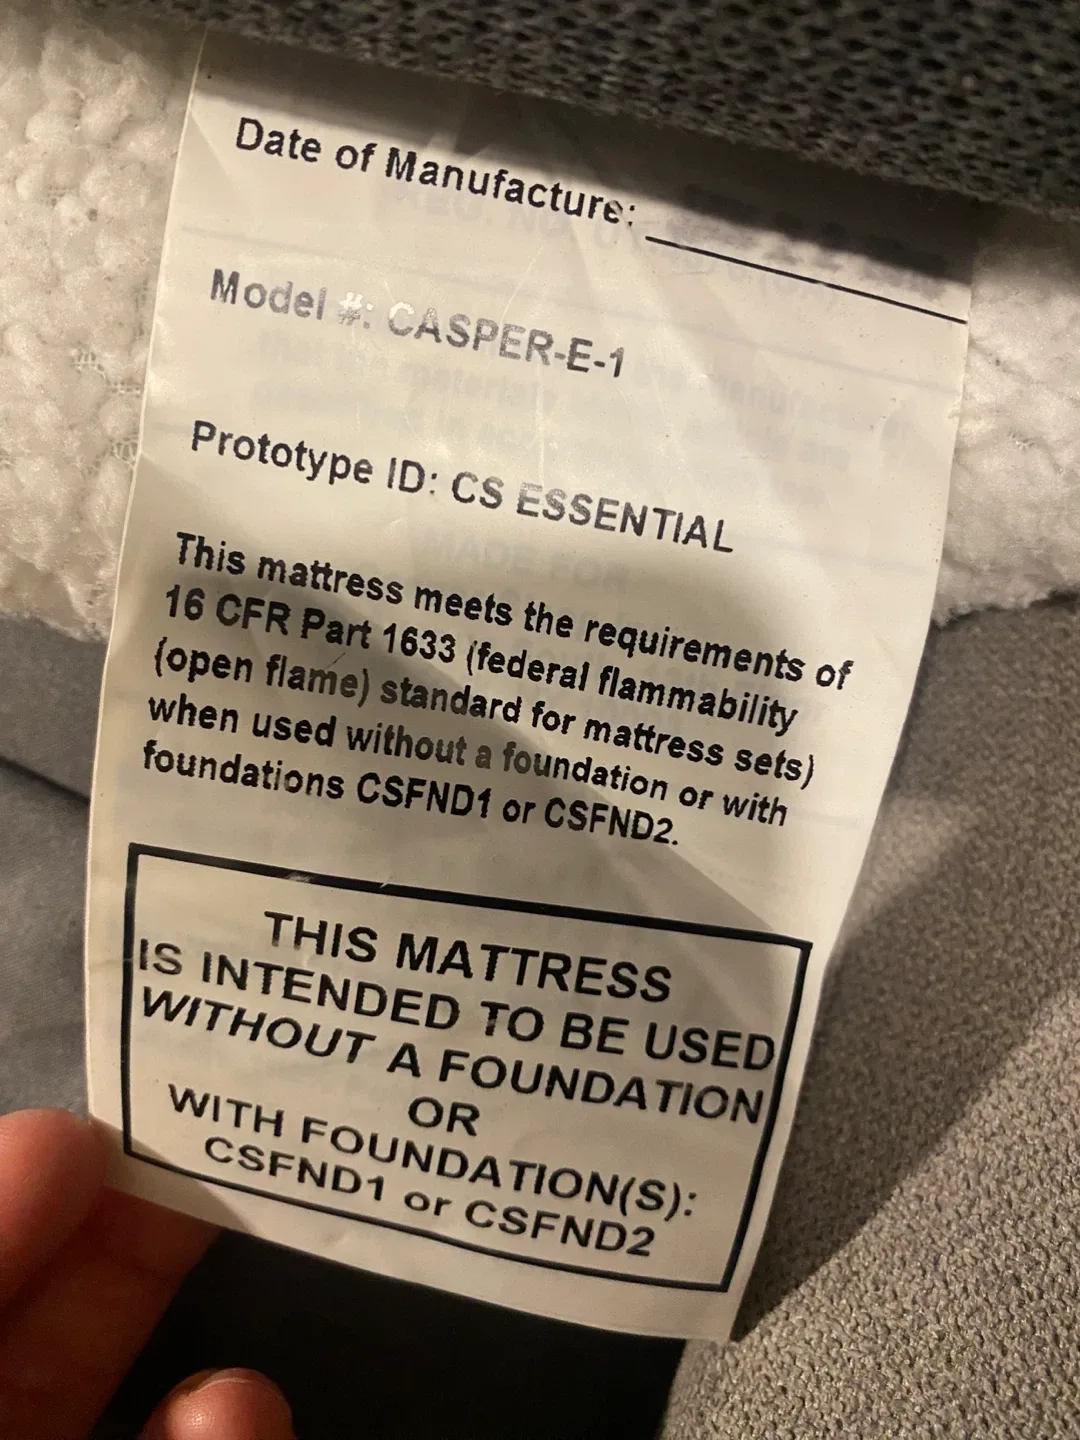 Date of Manufacture:
Model #: CASPER-E-1
Prototype ID: CS ESSENTIAL
This mattress meets the requirements of
16 CFR Part 1633 (federal flammability
(open flame) standard for mattress sets)
when used without a foundation or with
foundations CSFND1 or CSFND2.
THIS MATTRESS
IS INTENDED TO BE USED
WITHOUT A FOUNDATION
OR
WITH FOUNDATION(S):
CSFND1 or CSFND2